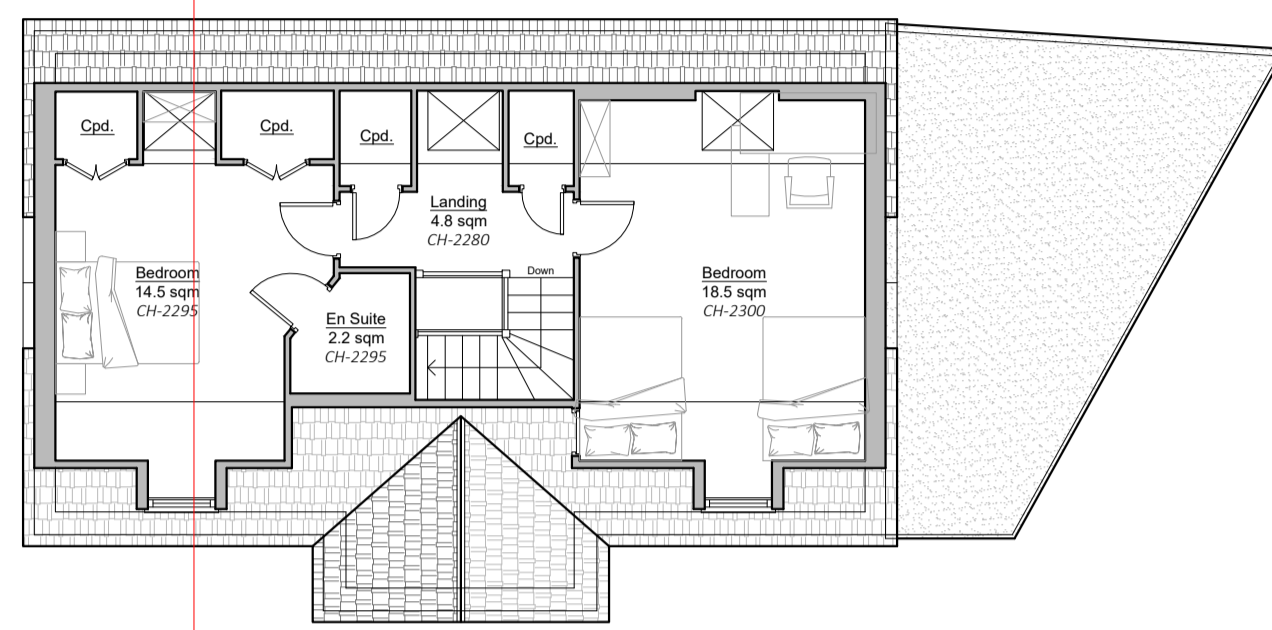 Cpd.
Cpd.
Cpd.
Cpd.
Landing
4.8 sqm
CH-2280
Down
Bedroom
14.5 sqm
CH-2295
En Suite
2.2 sqm
CH-2295
Bedroom
18.5 sqm
CH-2300